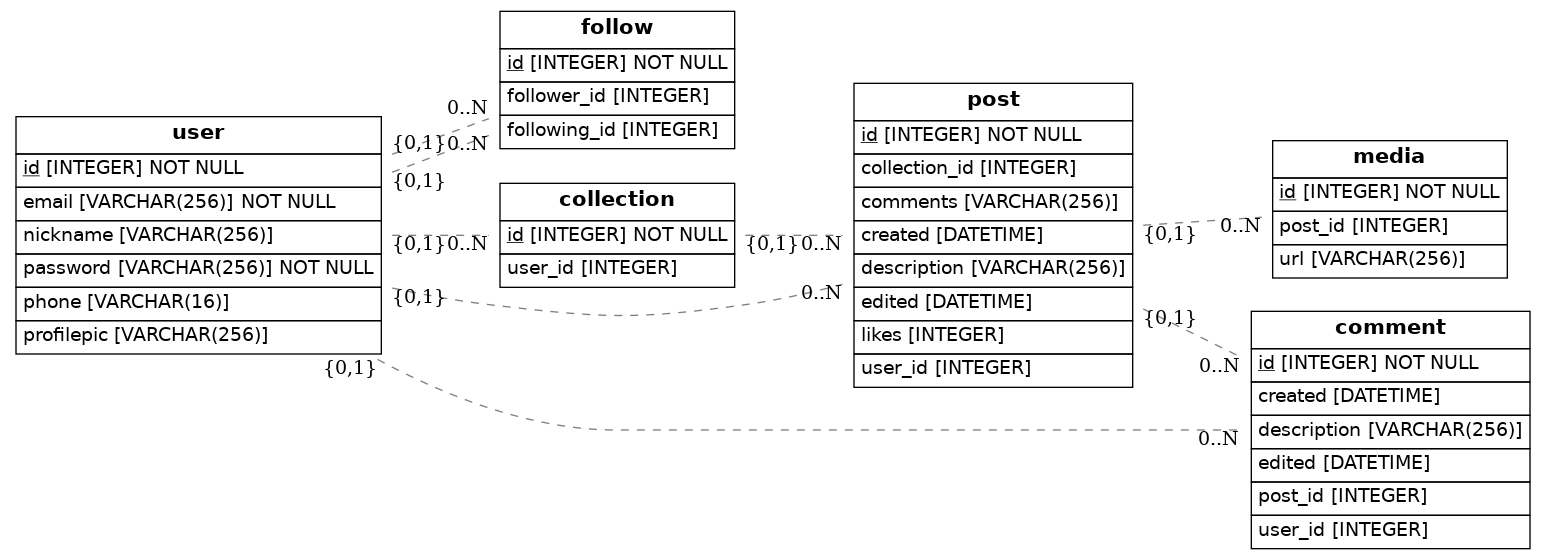 user
id [INTEGER] NOT NULL
email [VARCHAR(256)] NOT NULL
nickname [VARCHAR(256)]
password [VARCHAR(256)] NOT NULL
phone [VARCHAR(16)]
profilepic [VARCHAR(256)]
{0,1}
0..N
{0,1}
0..N
{0,1}
0..N
{0,1}
0..N
{0,1}
0..N
follow
id [INTEGER] NOT NULL
follower_id [INTEGER]
following_id [INTEGER]
collection
id [INTEGER] NOT NULL
user_id [INTEGER]
{0,1}
0..N
post
id [INTEGER] NOT NULL
collection_id [INTEGER]
comments [VARCHAR(256)]
created [DATETIME]
description [VARCHAR(256)]
edited [DATETIME]
likes [INTEGER]
user_id [INTEGER]
{0,1}
0..N
{0,1}
0..N
media
id [INTEGER] NOT NULL
post_id [INTEGER]
url [VARCHAR(256)]
comment
id [INTEGER] NOT NULL
created [DATETIME]
description [VARCHAR(256)]
edited [DATETIME]
post_id [INTEGER]
user_id [INTEGER]